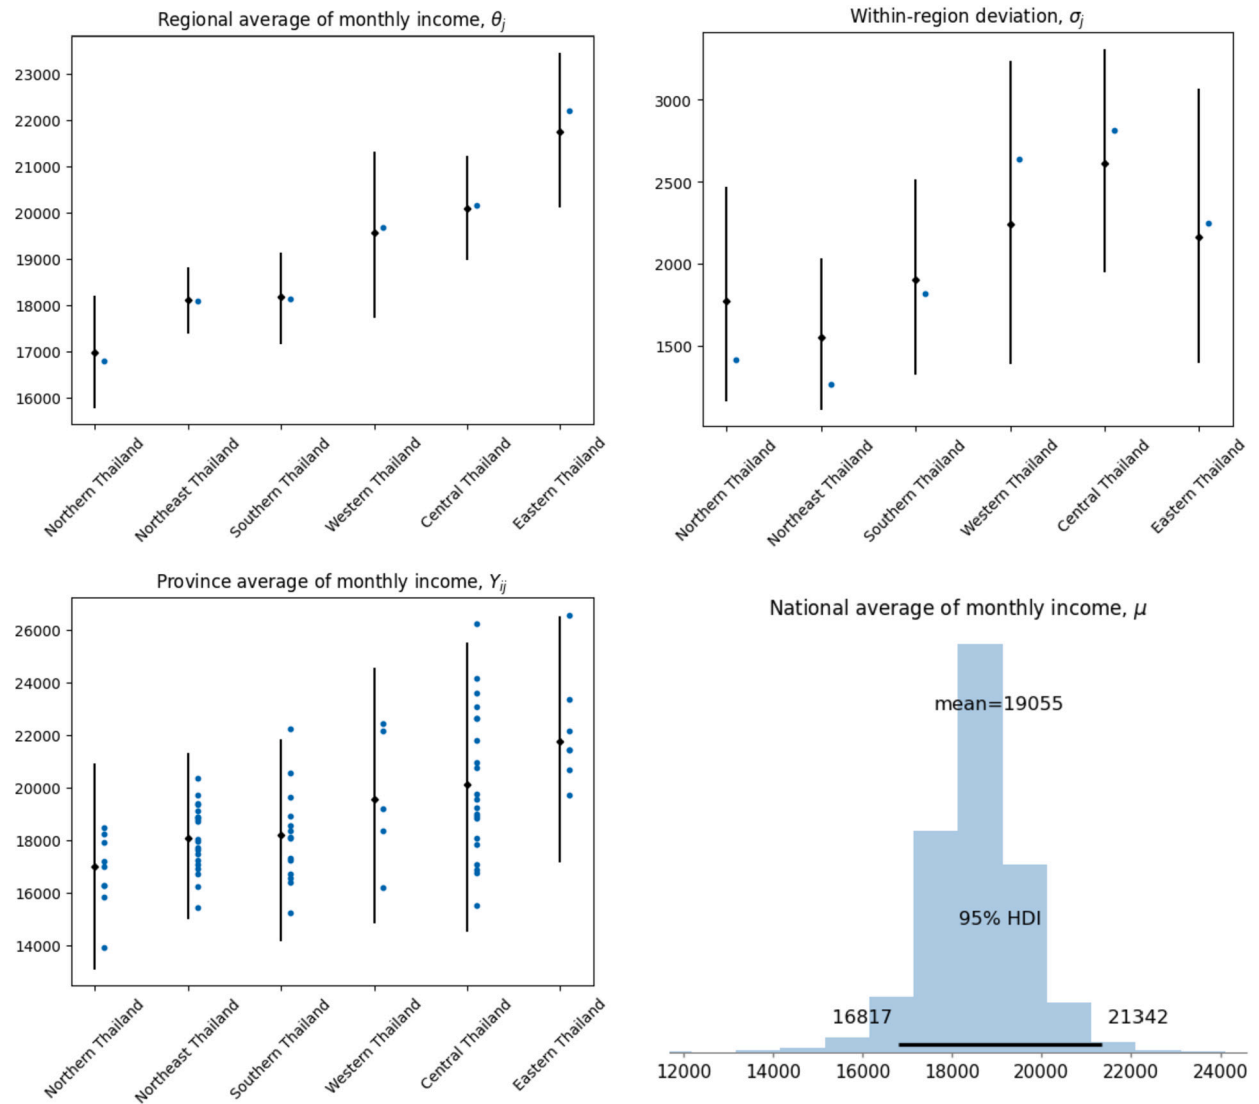 Regional average of monthly income, θj
23000
22000
21000
20000
19000
18000
17000
16000
Northern Thailand
Northeast Thailand
Southern Thailand
Western Thailand
Central Thailand
Eastern Thailand
Within-region deviation, σj
3000
2500
2000
1500
Northern Thailand
Northeast Thailand
Southern Thailand
Western Thailand
Central Thailand
Eastern Thailand
Province average of monthly income, Yij
26000
24000
22000
20000
18000
16000
14000
Northern Thailand
Northeast Thailand
Southern Thailand
Western Thailand
Central Thailand
Eastern Thailand
National average of monthly income, μ
mean=19055
95% HDI
16817 21342
12000 14000 16000 18000 20000 22000 24000